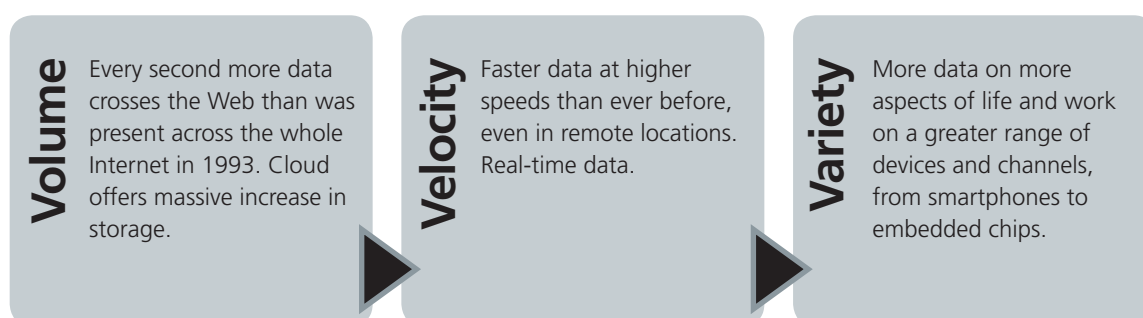 Volume
Every second more data
crosses the Web than was
present across the whole
Internet in 1993. Cloud
offers massive increase in
storage.
Velocity
Faster data at higher
speeds than ever before,
even in remote locations.
Real-time data.
Variety
More data on more
aspects of life and work
on a greater range of
devices and channels,
from smartphones to
embedded chips.